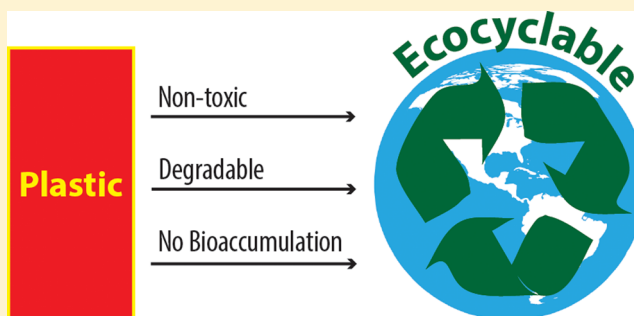 Ecocyclable
Non-toxic
Plastic
Degradable
No Bioaccumulation